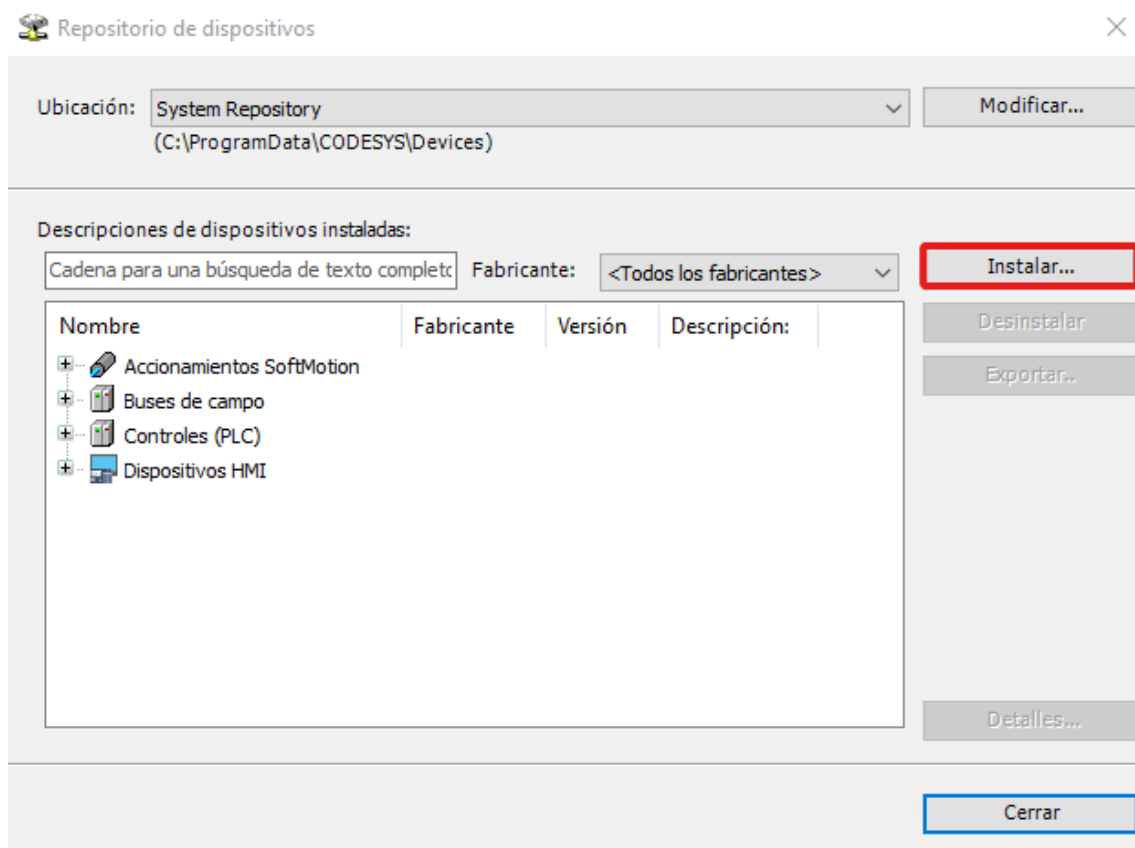 Repositorio de dispositivos
Ubicación: System Repository Modificar...
(C:\ProgramData\CODESYS\Devices)
Descripciones de dispositivos instaladas:
Cadena para una búsqueda de texto complet Fabricante: <Todos los fabricantes> Instalar...
Nombre Fabricante Versión Descripción: Desinstalar
Accionamientos SoftMotion
Exportar..
Buses de campo
Controles (PLC)
Dispositivos HMI
Detalles...
Cerrar